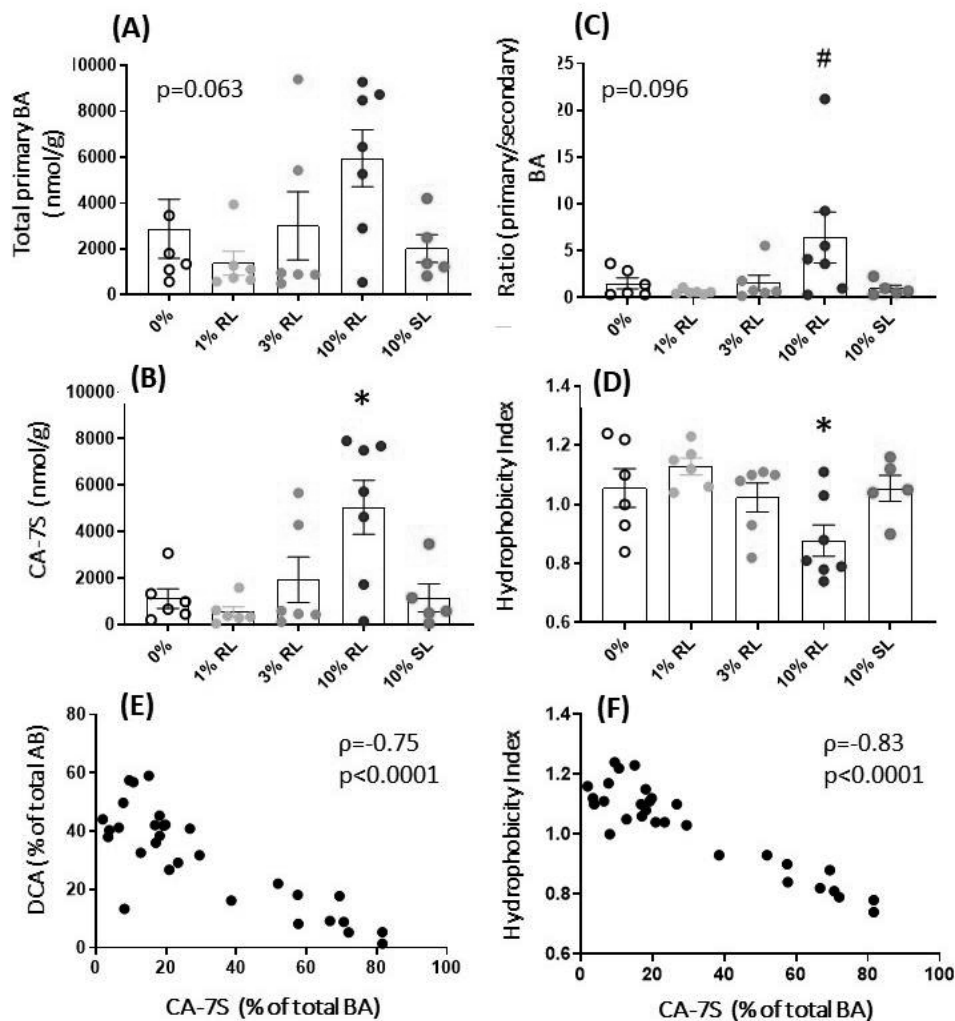 (A)
Total primary BA
(nmol/g)
10000
8000
6000
4000
2000
0
p=0.063
0%
1% RL
3% RL
10% RL
10% SL
(C)
Ratio (primary/secondary)
BA
25
20
15
10
5
0
p=0.096
#
0%
1% RL
3% RL
10% RL
10% SL
(B)
CA-7S (nmol/g)
10000
8000
6000
4000
2000
0
*
0%
1% RL
3% RL
10% RL
10% SL
(D)
Hydrophobicity Index
1.4
1.2
1.0
0.8
0.6
*
0%
1% RL
3% RL
10% RL
10% SL
(E)
DCA (% of total AB)
80
60
40
20
0
ρ=-0.75
p<0.0001
0 20 40 60 80 100
CA-7S (% of total BA)
(F)
Hydrophobicity Index
1.4
1.2
1.0
0.8
0.6
ρ=-0.83
p<0.0001
0 20 40 60 80 100
CA-7S (% of total BA)